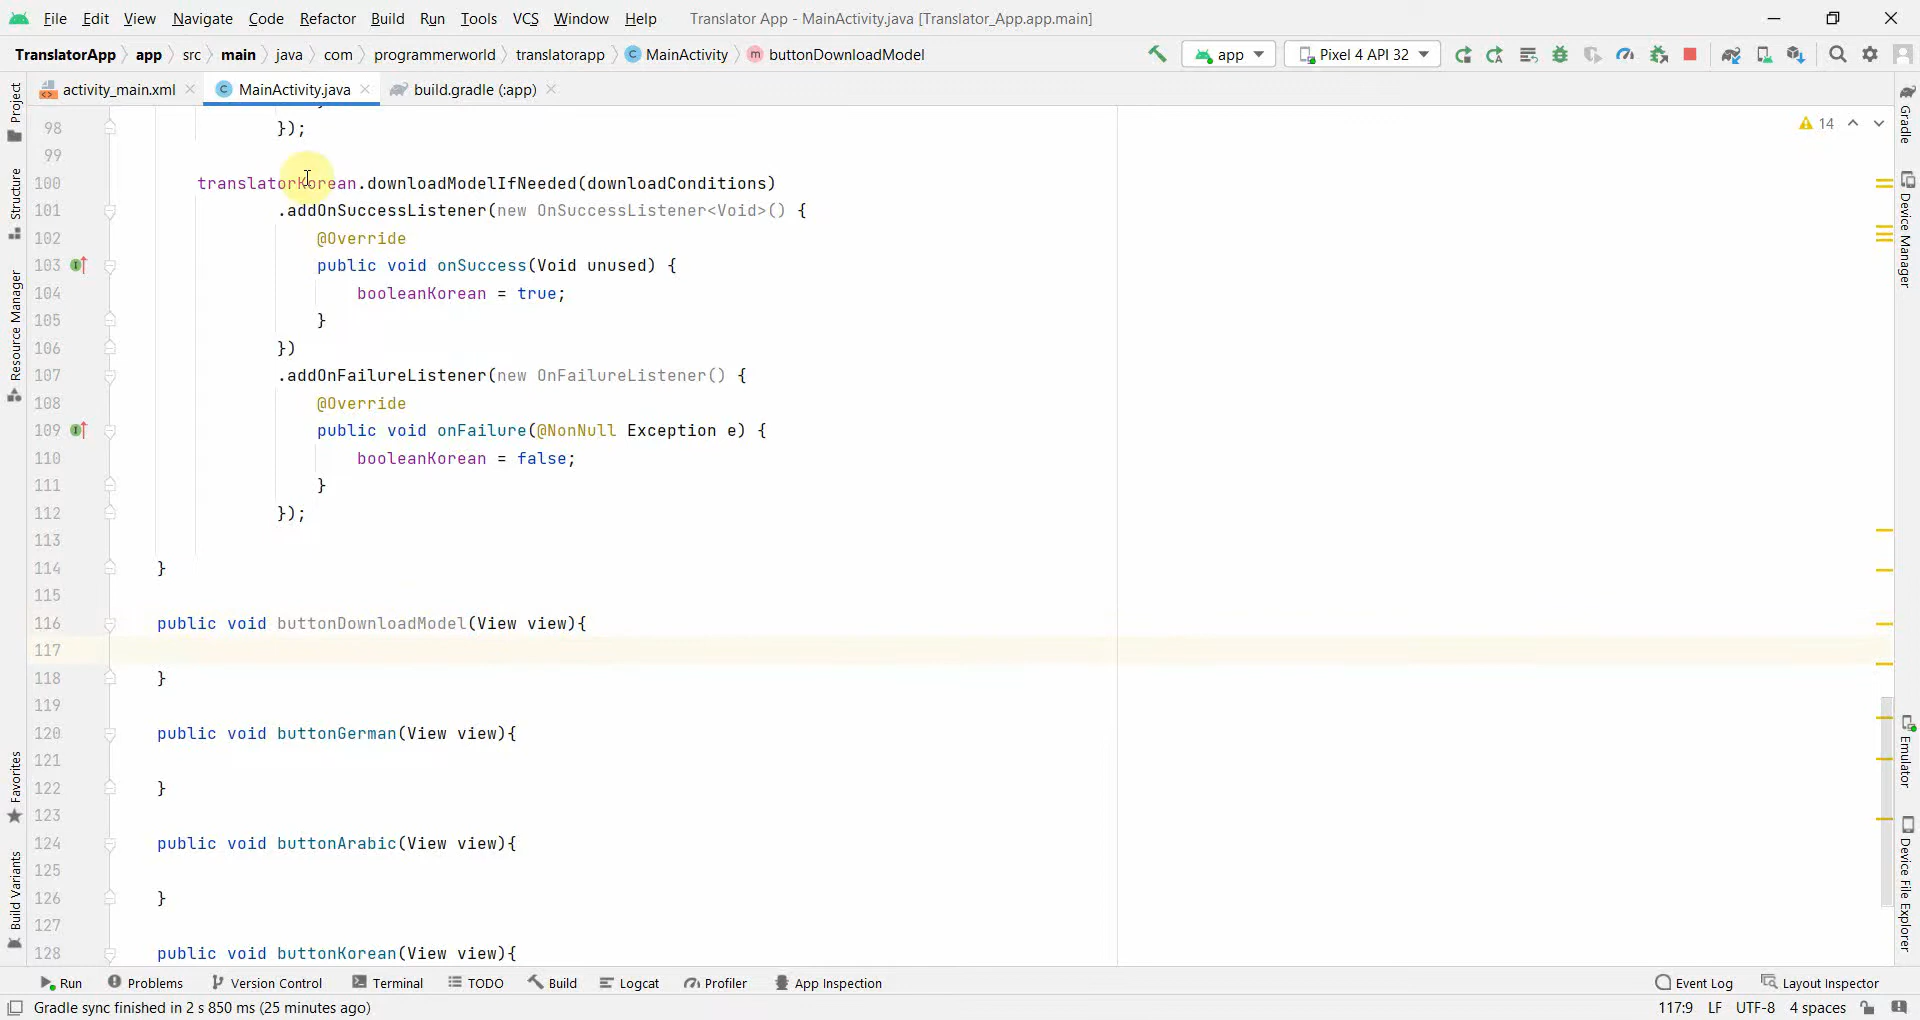 File Edit View Navigate Code Refactor Build Run Tools VCS Window Help Translator App - MainActivity.java [Translator_App.app.main]
TranslatorApp app src main java com programmerworld translatorapp MainActivity buttonDownloadModel app Pixel 4 API 32
activity_main.xml MainActivity.java build.gradle (:app)
98 });
14
99
100 translatorKorean.downloadModelIfNeeded(downloadConditions)
101 .addOnSuccessListener(new OnSuccessListener<Void>() {
102 @Override
103 public void onSuccess(Void unused) {
104 booleanKorean = true;
105 }
106 })
107 .addOnFailureListener(new OnFailureListener() {
108 @Override
109 public void onFailure(@NonNull Exception e) {
110 booleanKorean = false;
111 }
112 });
113
114 }
115
116 public void buttonDownloadModel(View view){
117
118 }
119
120 public void buttonGerman(View view){
121
122 }
123
124 public void buttonArabic(View view){
125
126 }
127
128 public void buttonKorean(View view){
Project
Structure
Resource Manager
Favorites
Build Variants
Gradle
Device Manager
Emulator
Device File Explorer
Run Problems Version Control Terminal TODO Build Logcat Profiler App Inspection Event Log Layout Inspector
Gradle sync finished in 2 s 850 ms (25 minutes ago) 117:9 LF UTF-8 4 spaces